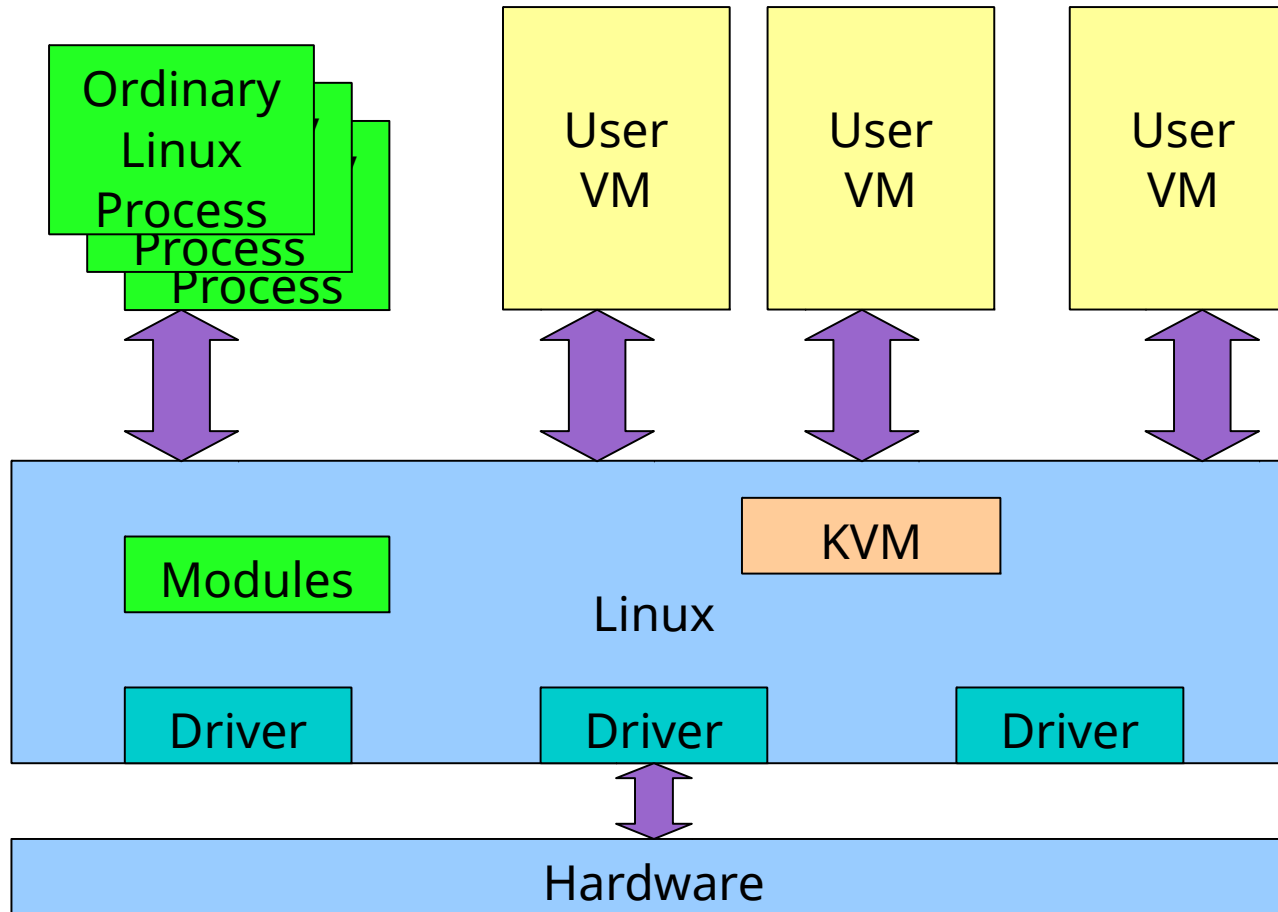 Ordinary
Linux
Process
Process
Process
User
VM
User
VM
User
VM
KVM
Modules
Linux
Driver
Driver
Driver
Hardware